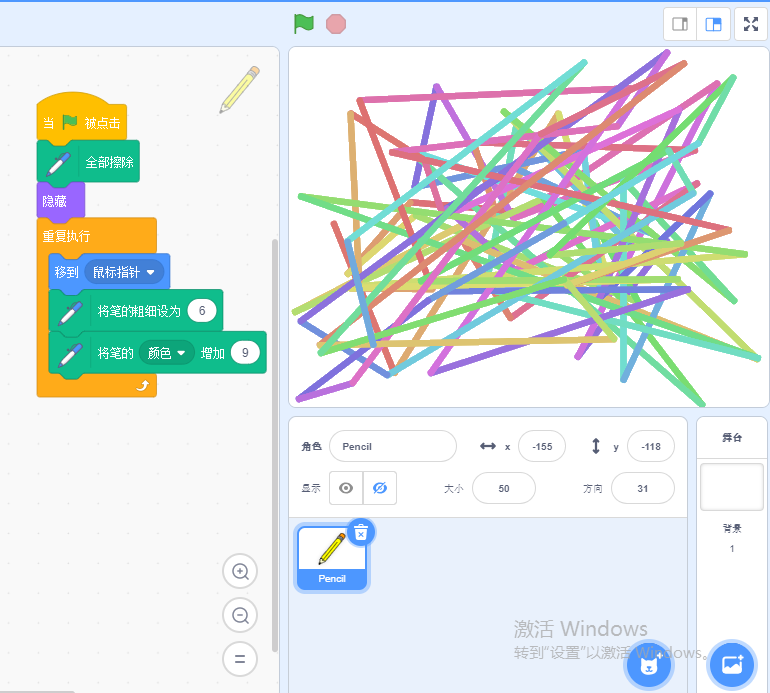 当 被点击
全部擦除
隐藏
重复执行
移到 鼠标指针
将笔的粗细设为 6
将笔的 颜色 增加 9
角色 Pencil x -155 y -118
显示 大小 50 方向 31
Pencil
舞台
背景
1
激活 Windows
转到“设置”以激活 Windows。